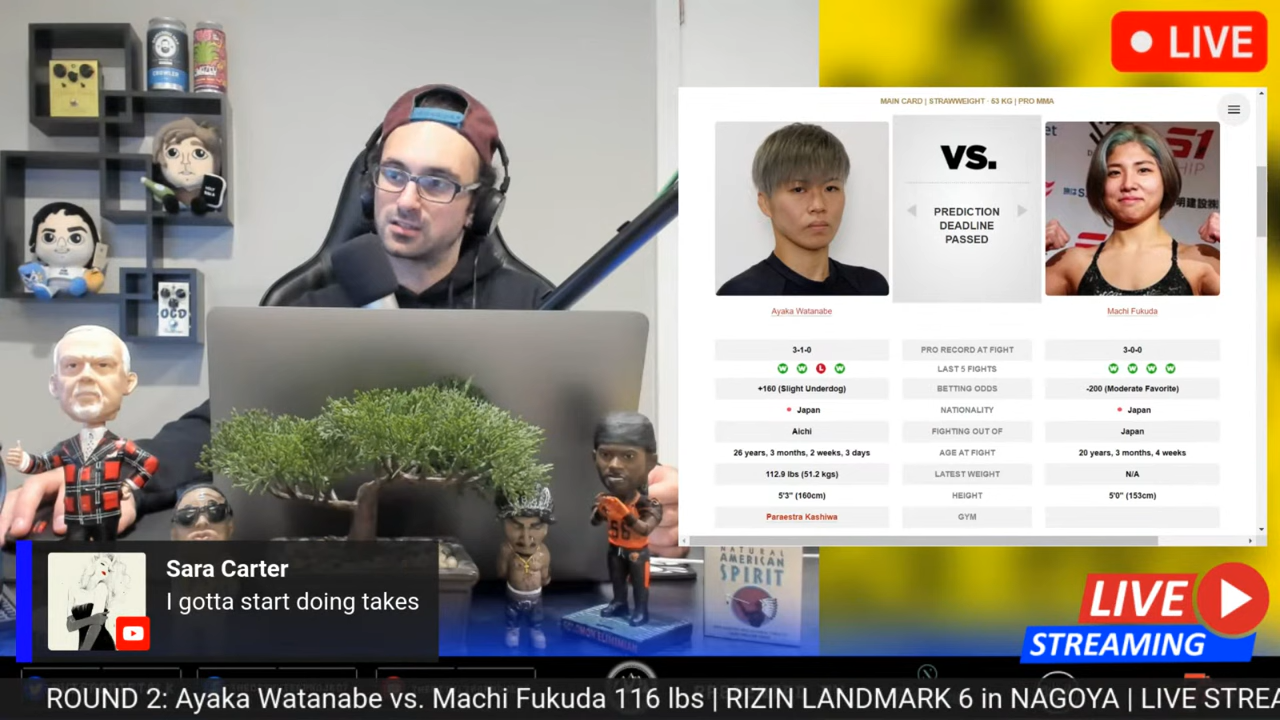 LIVE
MAIN CARD | STRAWWEIGHT · 53 KG | PRO MMA
VS.
PREDICTION
DEADLINE
PASSED
Ayaka Watanabe
Machi Fukuda
3-1-0 PRO RECORD AT FIGHT 3-0-0
W W L W LAST 5 FIGHTS W W W W
+160 (Slight Underdog) BETTING ODDS -200 (Moderate Favorite)
Japan NATIONALITY Japan
Aichi FIGHTING OUT OF Japan
26 years, 3 months, 2 weeks, 3 days AGE AT FIGHT 20 years, 3 months, 4 weeks
112.9 lbs (51.2 kgs) LATEST WEIGHT N/A
5'3" (160cm) HEIGHT 5'0" (153cm)
Paraestra Kashiwa GYM
CROWLER
OCD
56
NATURAL
AMERICAN
SPIRIT
Sara Carter
I gotta start doing takes
LIVE
STREAMING
ROUND 2: Ayaka Watanabe vs. Machi Fukuda 116 lbs | RIZIN LANDMARK 6 in NAGOYA | LIVE STREA